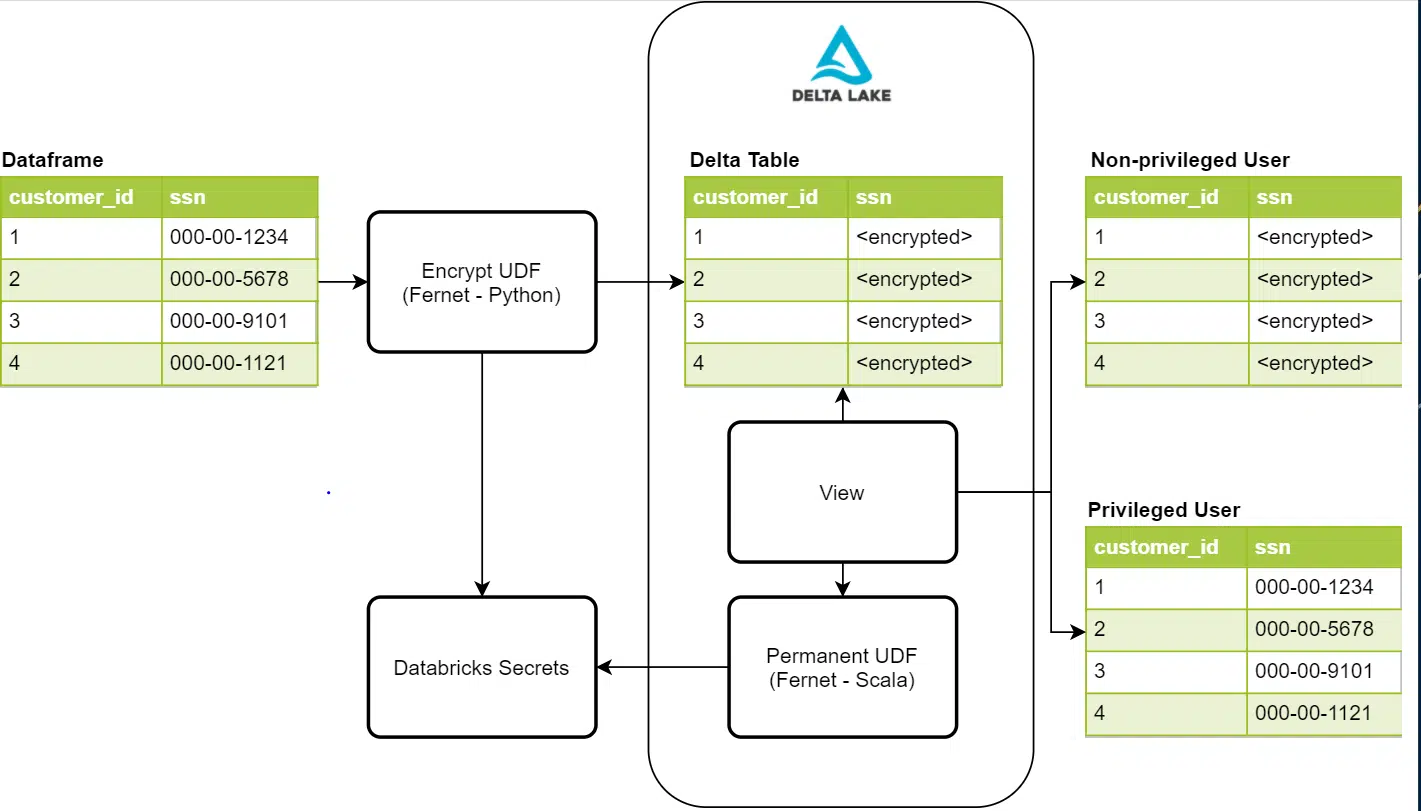 DELTA LAKE
Dataframe
customer_id ssn
1 000-00-1234
2 000-00-5678
3 000-00-9101
4 000-00-1121
Encrypt UDF
(Fernet - Python)
Delta Table
customer_id ssn
1 <encrypted>
2 <encrypted>
3 <encrypted>
4 <encrypted>
Non-privileged User
customer_id ssn
1 <encrypted>
2 <encrypted>
3 <encrypted>
4 <encrypted>
View
Privileged User
customer_id ssn
1 000-00-1234
2 000-00-5678
3 000-00-9101
4 000-00-1121
Databricks Secrets
Permanent UDF
(Fernet - Scala)